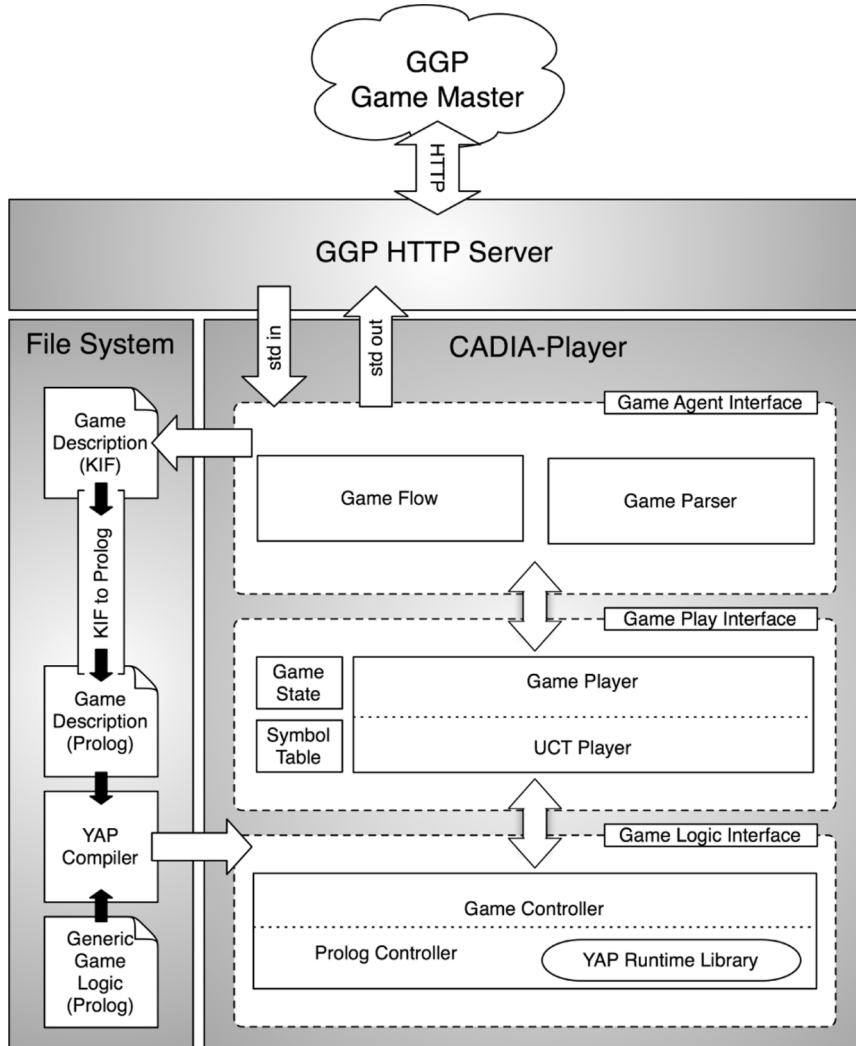 GGP
Game Master
HTTP
GGP HTTP Server
std in
std out
File System
Game
Description
(KIF)
KIF to Prolog
Game
Description
(Prolog)
YAP
Compiler
Generic
Game
Logic
(Prolog)
CADIA-Player
Game Agent Interface
Game Flow
Game Parser
Game Play Interface
Game
State
Symbol
Table
Game Player
UCT Player
Game Logic Interface
Game Controller
Prolog Controller
YAP Runtime Library